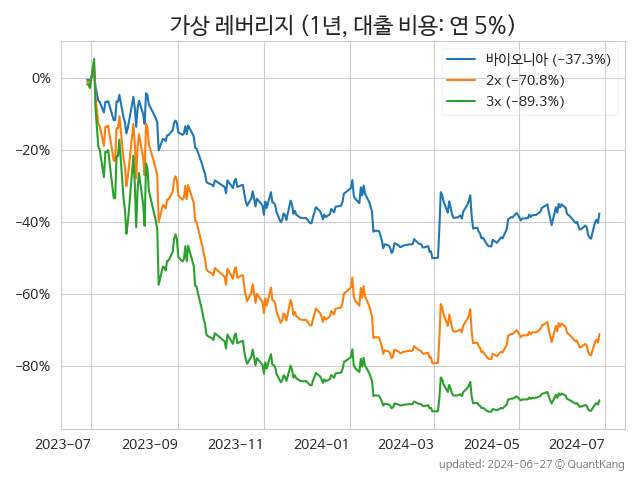 가상 레버리지 (1년, 대출 비용: 연 5%)
바이오니아 (−37.3%)
2x (−70.8%)
3x (−89.3%)
0%
−20%
−40%
−60%
−80%
2023-07 2023-09 2023-11 2024-01 2024-03 2024-05 2024-07
updated: 2024-06-27 © QuantKang